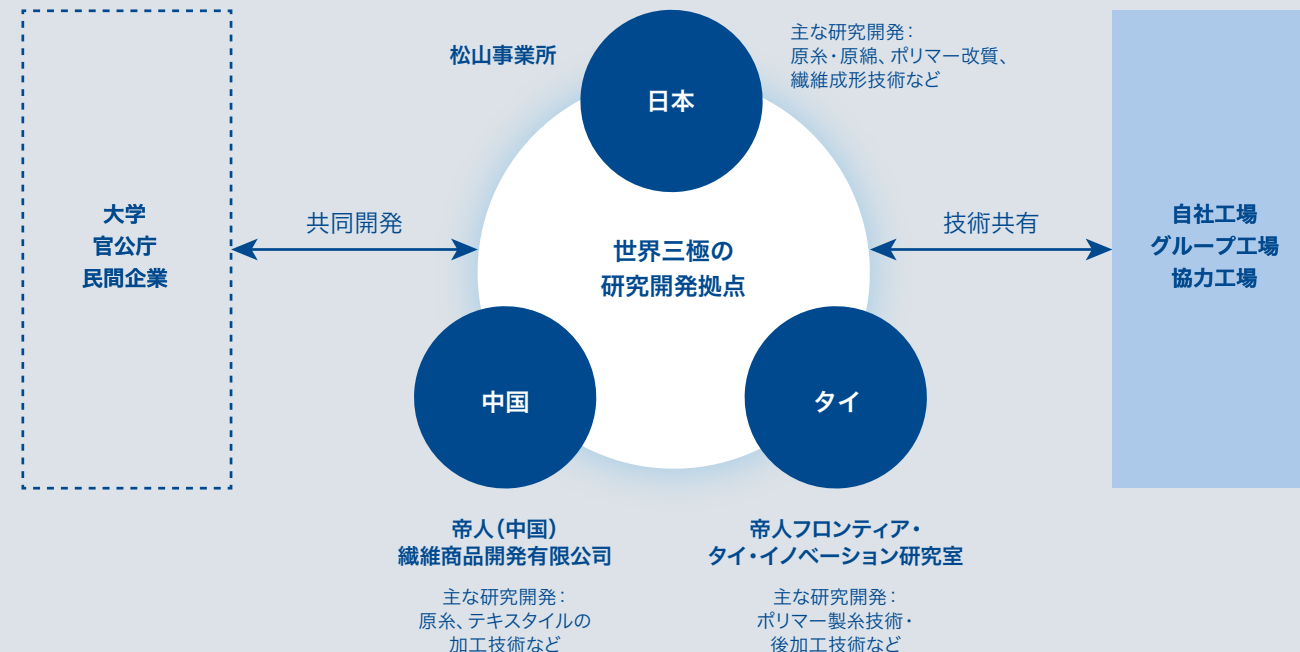 松山事業所
主な研究開発：
原糸・原綿、ポリマー改質、
繊維成形技術など
日本
大学
官公庁
民間企業
共同開発
世界三極の
研究開発拠点
技術共有
自社工場
グループ工場
協力工場
中国
タイ
帝人（中国）
繊維商品開発有限公司
主な研究開発：
原糸、テキスタイルの
加工技術など
帝人フロンティア・
タイ・イノベーション研究室
主な研究開発：
ポリマー製糸技術・
後加工技術など